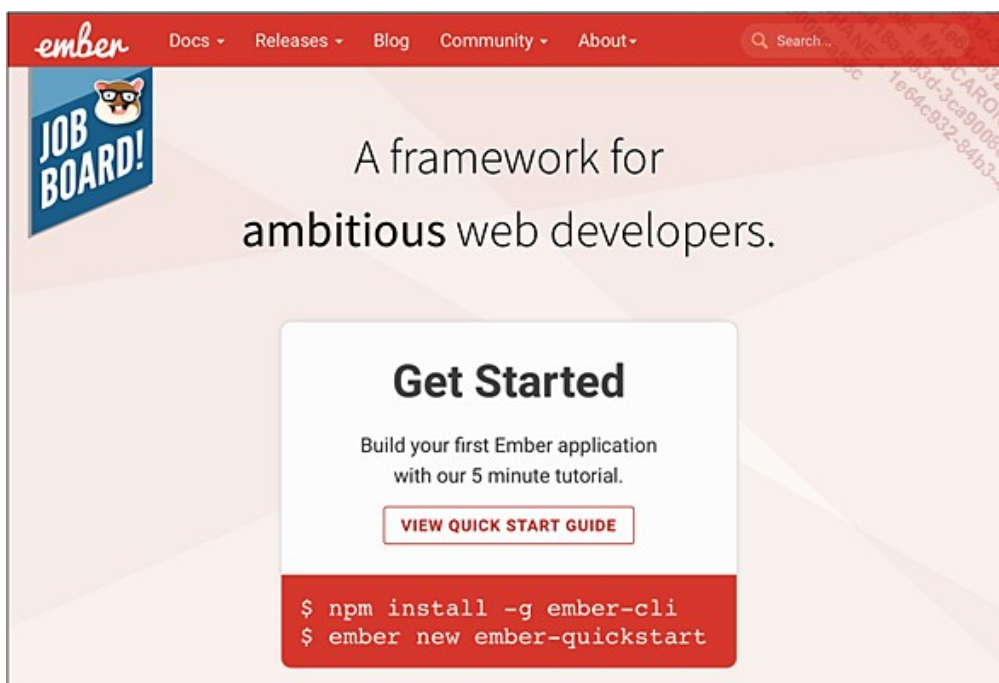 ember Docs Releases Blog Community About Search...
JOB
BOARD!
A framework for
ambitious web developers.
Get Started
Build your first Ember application
with our 5 minute tutorial.
VIEW QUICK START GUIDE
$ npm install -g ember-cli
$ ember new ember-quickstart